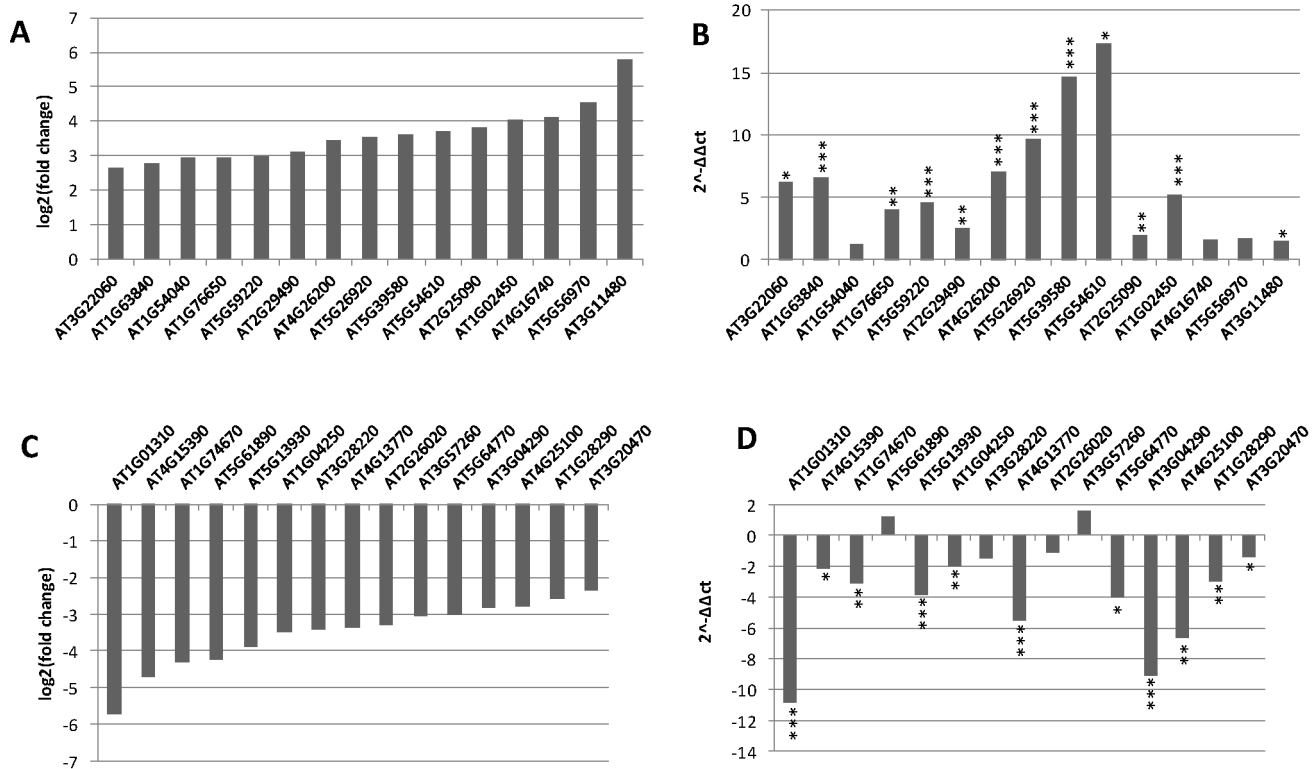 A
log2(fold change)
7
6
5
4
3
2
1
0
AT3G22060
AT1G63840
AT1G54040
AT1G76650
AT5G59220
AT2G29490
AT4G26200
AT5G26920
AT5G39580
AT5G54610
AT2G25090
AT1G02450
AT4G16740
AT5G56970
AT3G11480
B
2^-ΔΔct
20
15
10
5
0
*
***
**
***
**
***
***
***
*
**
***
*
AT3G22060
AT1G63840
AT1G54040
AT1G76650
AT5G59220
AT2G29490
AT4G26200
AT5G26920
AT5G39580
AT5G54610
AT2G25090
AT1G02450
AT4G16740
AT5G56970
AT3G11480
C
AT1G01310
AT4G15390
AT1G74670
AT5G61890
AT5G13930
AT1G04250
AT3G28220
AT4G13770
AT2G26020
AT3G57260
AT5G64770
AT3G04290
AT4G25100
AT1G28290
AT3G20470
log2(fold change)
0
-1
-2
-3
-4
-5
-6
-7
D
AT1G01310
AT4G15390
AT1G74670
AT5G61890
AT5G13930
AT1G04250
AT3G28220
AT4G13770
AT2G26020
AT3G57260
AT5G64770
AT3G04290
AT4G25100
AT1G28290
AT3G20470
2^-ΔΔct
2
0
-2
-4
-6
-8
-10
-12
-14
***
*
**
***
**
***
*
***
**
**
*